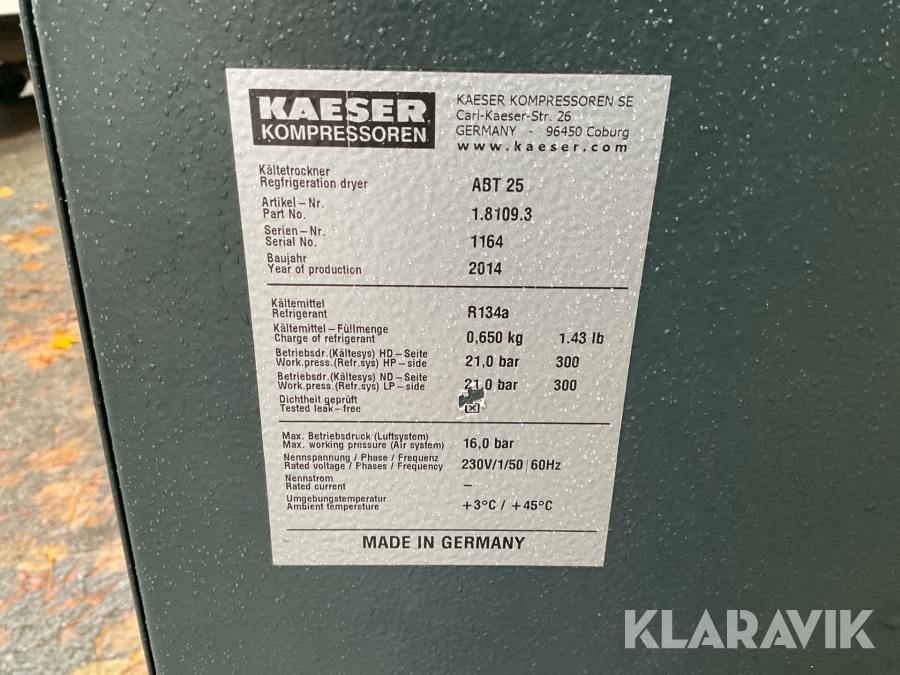 KAESER
KOMPRESSOREN
KAESER KOMPRESSOREN SE
Carl-Kaeser-Str. 26
GERMANY - 96450 Coburg
www.kaeser.com
Kältetrockner
Regfrigeration dryer ABT 25
Artikel – Nr.
Part No. 1.8109.3
Serien – Nr.
Serial No. 1164
Baujahr
Year of production 2014
Kältemittel
Refrigerant R134a
Kältemittel – Füllmenge
Charge of refrigerant 0,650 kg 1.43 lb
Betriebsdr.(Kältesys) HD – Seite
Work.press.(Refr.sys) HP – side 21,0 bar 300
Betriebsdr.(Kältesys) ND – Seite
Work.press.(Refr.sys) LP – side 21,0 bar 300
Dichtheit geprüft
Tested leak – free [x]
Max. Betriebsdruck (Luftsystem)
Max. working pressure (Air system) 16,0 bar
Nennspannung / Phase / Frequenz
Rated voltage / Phases / Frequency 230V/1/50|60Hz
Nennstrom
Rated current –
Umgebungstemperatur
Ambient temperature +3°C / +45°C
MADE IN GERMANY
KLARAVIK